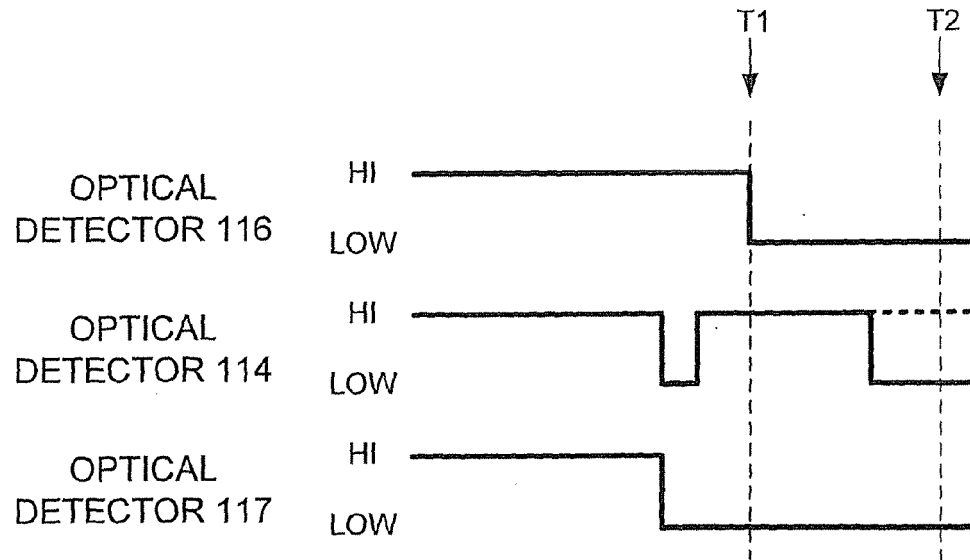 T1 T2
OPTICAL
DETECTOR 116
HI
LOW
OPTICAL
DETECTOR 114
HI
LOW
OPTICAL
DETECTOR 117
HI
LOW